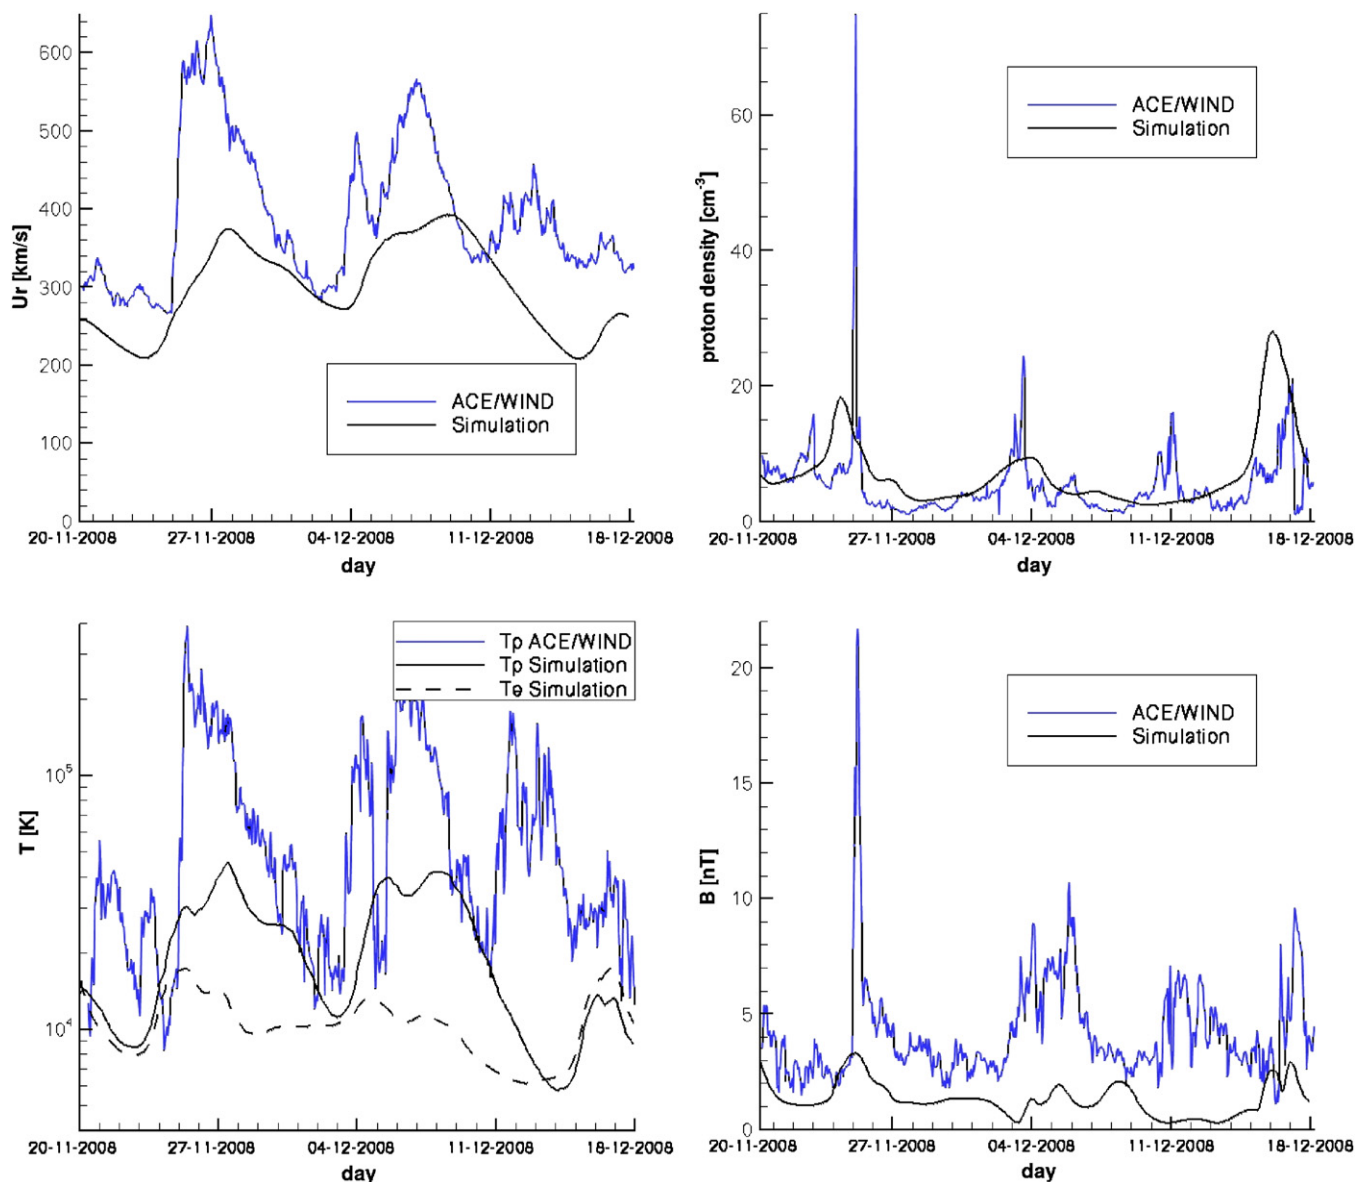 600
500
400
300
200
100
0
Ur [km/s]
ACE/WIND
Simulation
20-11-2008
27-11-2008
04-12-2008
11-12-2008
18-12-2008
day
60
40
20
0
proton density [cm⁻³]
ACE/WIND
Simulation
20-11-2008
27-11-2008
04-12-2008
11-12-2008
18-12-2008
day
10⁵
10⁴
T [K]
Tp ACE/WIND
Tp Simulation
Te Simulation
20-11-2008
27-11-2008
04-12-2008
11-12-2008
18-12-2008
day
20
15
10
5
0
B [nT]
ACE/WIND
Simulation
20-11-2008
27-11-2008
04-12-2008
11-12-2008
18-12-2008
day